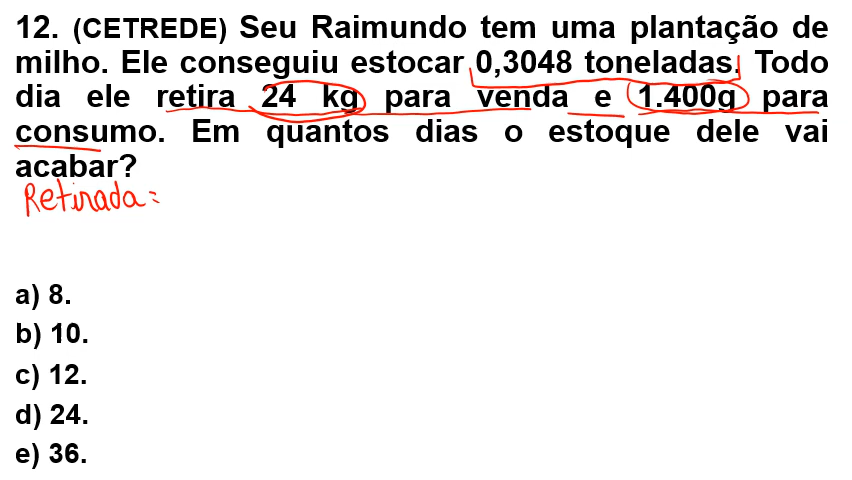 12. (CETREDE) Seu Raimundo tem uma plantação de
milho. Ele conseguiu estocar 0,3048 toneladas. Todo
dia ele retira 24 kg para venda e 1.400g para
consumo. Em quantos dias o estoque dele vai
acabar?
Retirada:
a) 8.
b) 10.
c) 12.
d) 24.
e) 36.